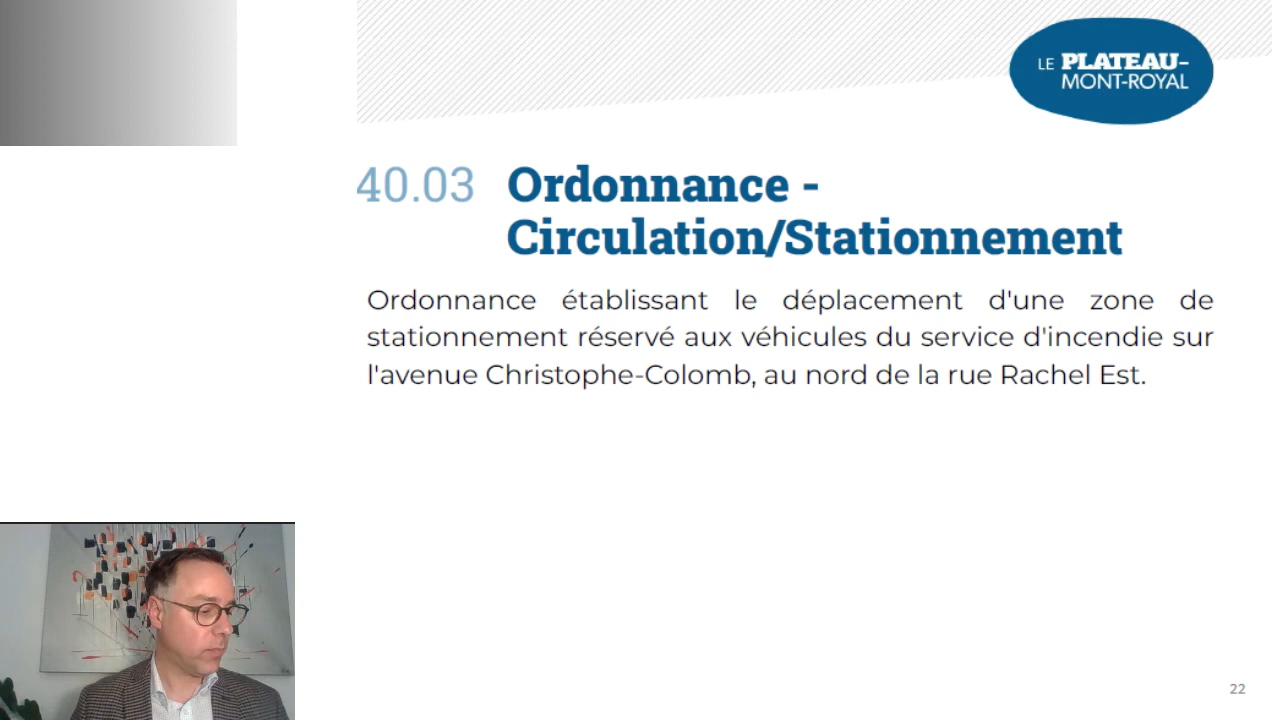 LE PLATEAU-
MONT-ROYAL
40.03 Ordonnance -
Circulation/Stationnement
Ordonnance établissant le déplacement d'une zone de
stationnement réservé aux véhicules du service d'incendie sur
l'avenue Christophe-Colomb, au nord de la rue Rachel Est.
22